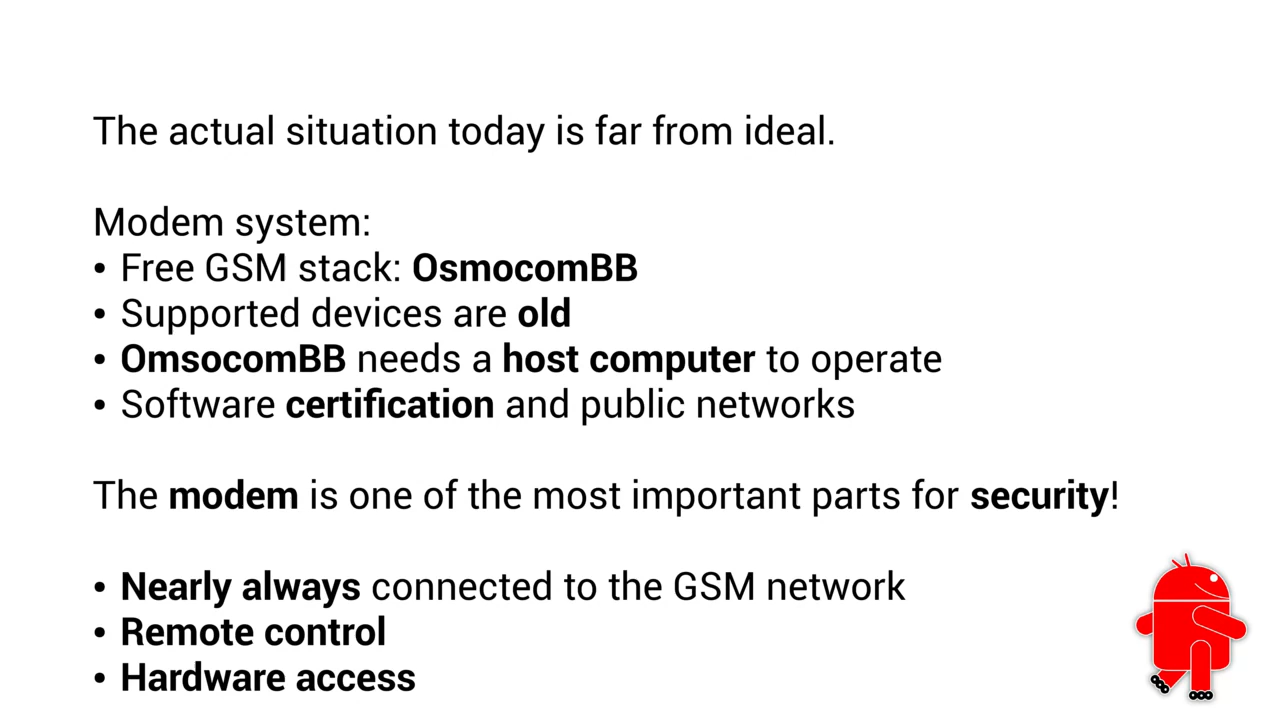 The actual situation today is far from ideal.
Modem system:
• Free GSM stack: OsmocomBB
• Supported devices are old
• OmsocomBB needs a host computer to operate
• Software certification and public networks
The modem is one of the most important parts for security!
• Nearly always connected to the GSM network
• Remote control
• Hardware access